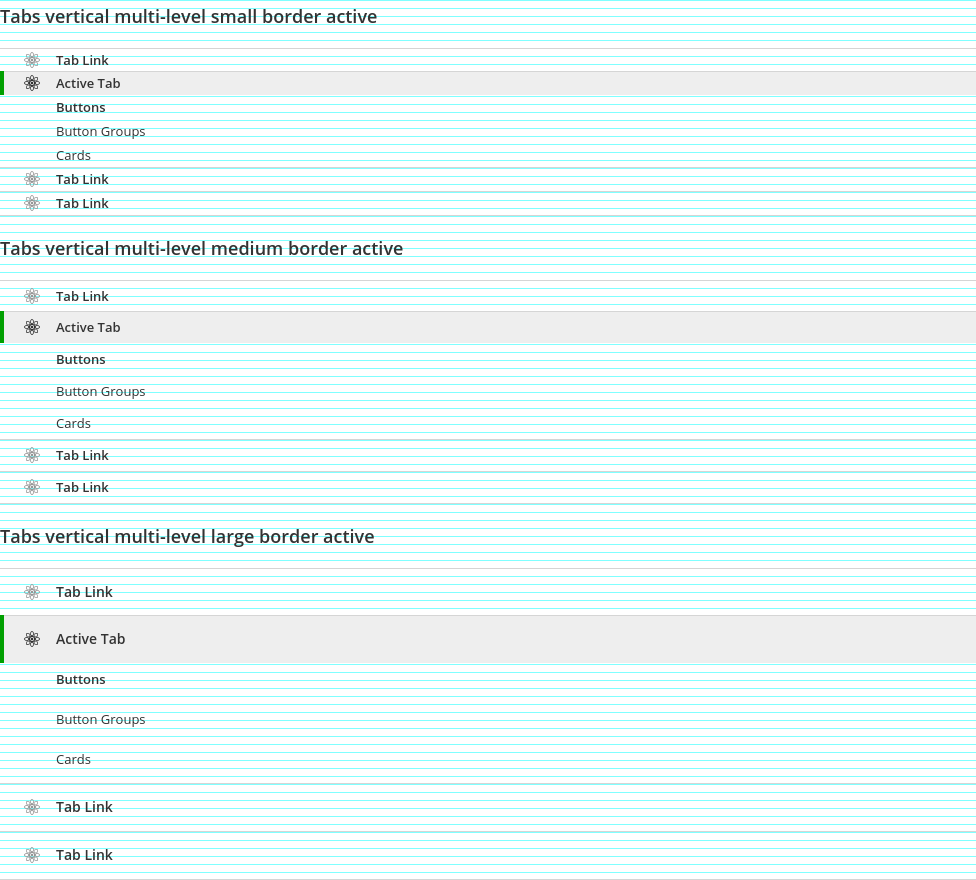 Tabs vertical multi-level small border active
Tab Link
Active Tab
Buttons
Button Groups
Cards
Tab Link
Tab Link
Tabs vertical multi-level medium border active
Tab Link
Active Tab
Buttons
Button Groups
Cards
Tab Link
Tab Link
Tabs vertical multi-level large border active
Tab Link
Active Tab
Buttons
Button Groups
Cards
Tab Link
Tab Link